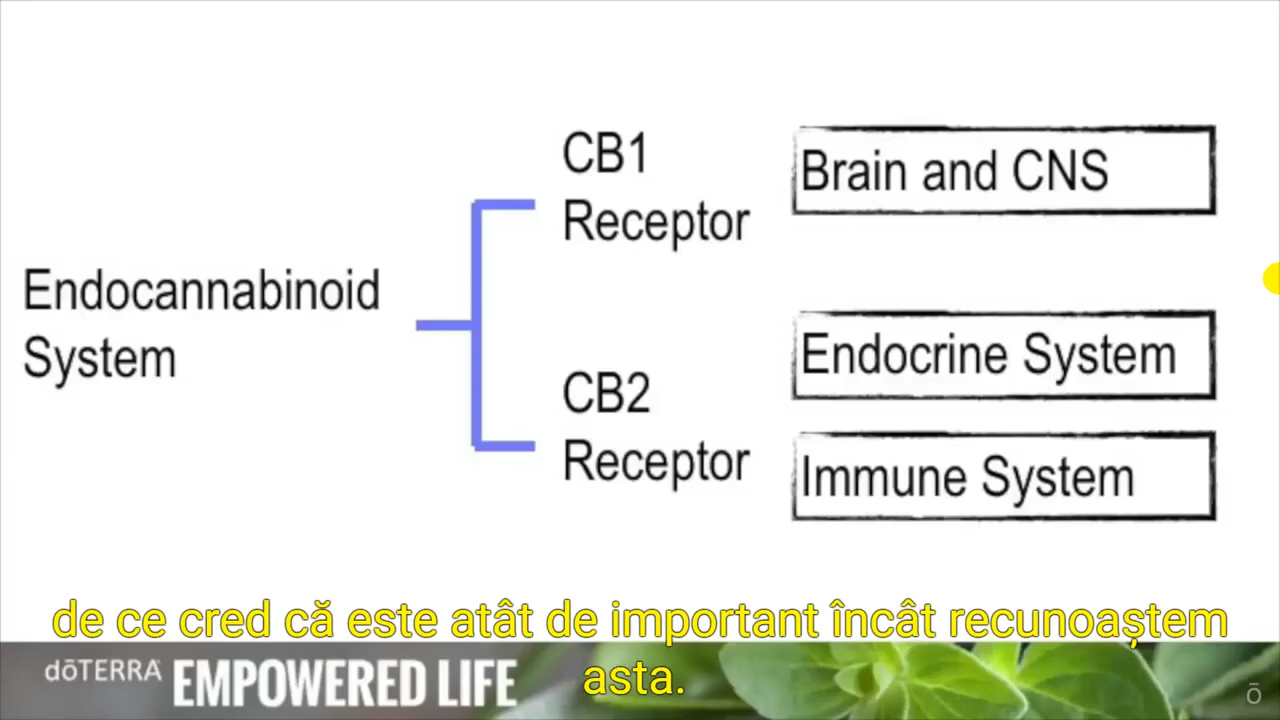 CB1
Receptor
Brain and CNS
Endocannabinoid
System
Endocrine System
CB2
Receptor
Immune System
de ce cred că este atât de important încât recunoaștem
asta.
dōTERRA EMPOWERED LIFE
ō